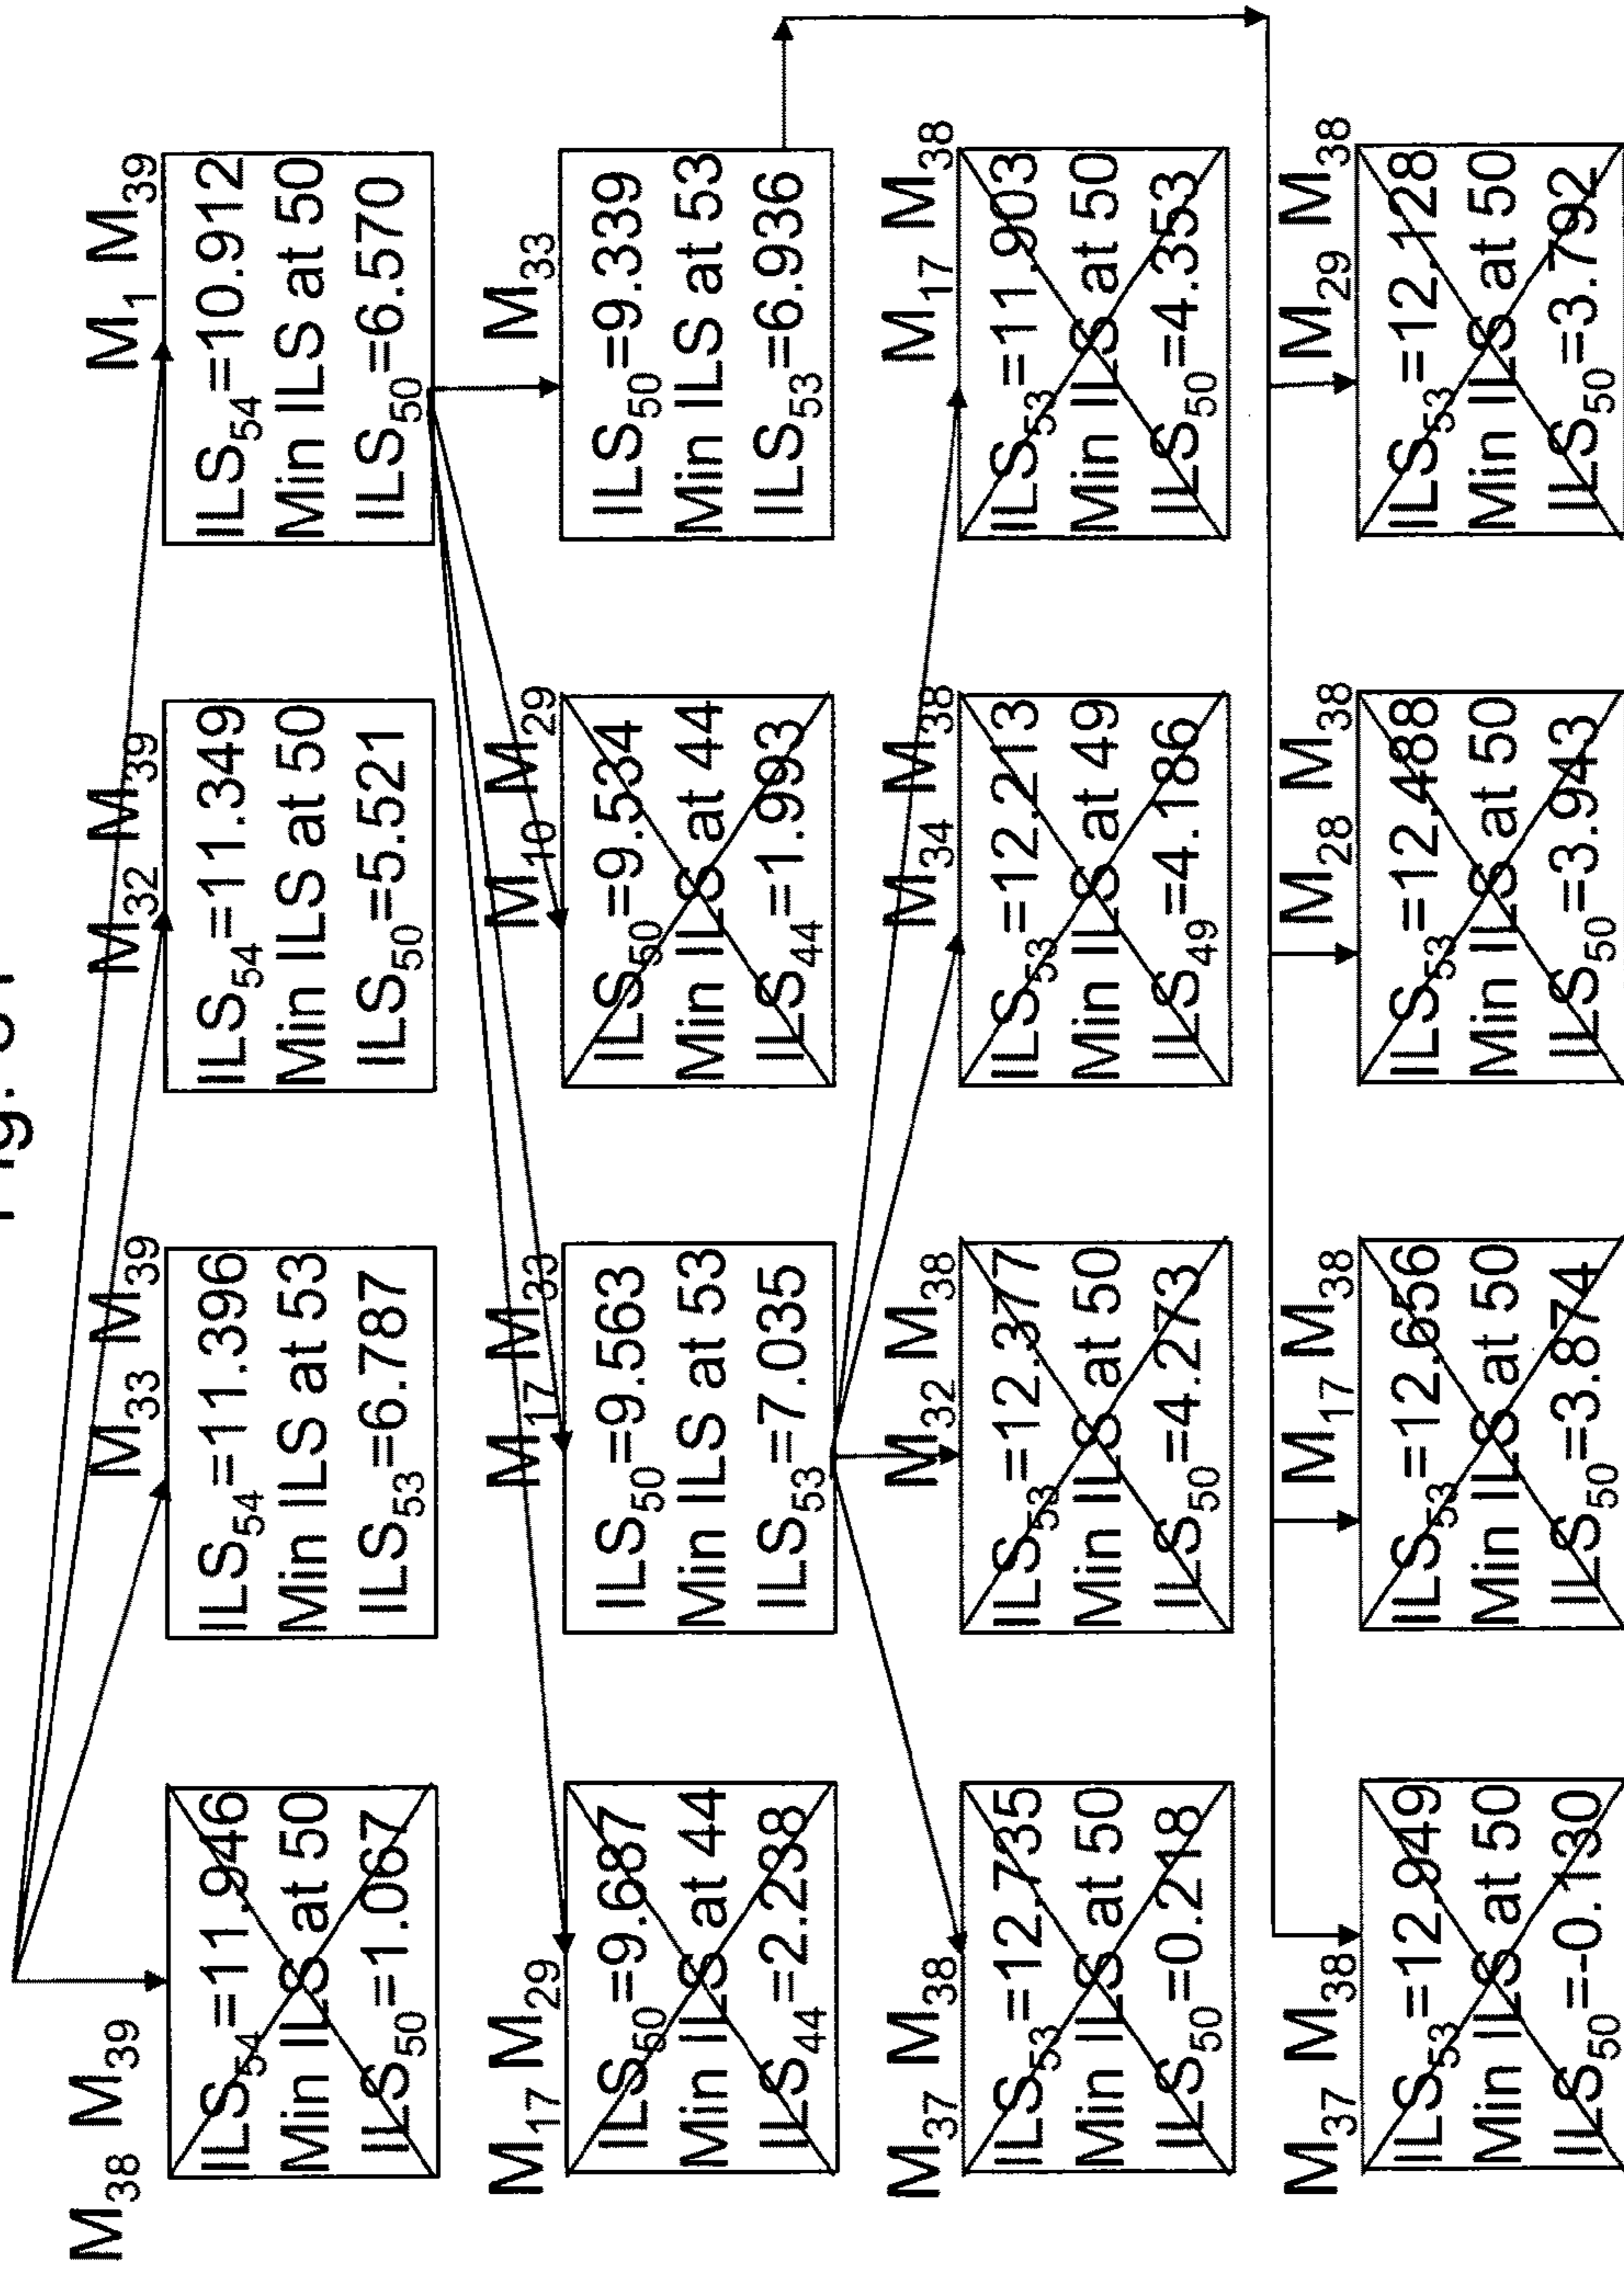 Fig.
M38 M39
ILS54=11.946
Min ILS at 50
ILS50=1.067
M33 M39
ILS54=11.396
Min ILS at 53
ILS53=6.787
M32 M39
ILS54=11.349
Min ILS at 50
ILS50=5.521
M1 M39
ILS54=10.912
Min ILS at 50
ILS50=6.570
M17 M29
ILS50=9.687
Min ILS at 44
ILS44=2.238
M17 M33
ILS50=9.563
Min ILS at 53
ILS53=7.035
M10 M29
ILS50=9.534
Min ILS at 44
ILS44=1.993
M33
ILS50=9.339
Min ILS at 53
ILS53=6.936
M37 M38
ILS53=12.735
Min ILS at 50
ILS50=0.218
M32 M38
ILS53=12.377
Min ILS at 50
ILS50=4.273
M34 M38
ILS53=12.213
Min ILS at 49
ILS49=4.186
M17 M38
ILS53=11.903
Min ILS at 50
ILS50=4.353
M37 M38
ILS53=12.949
Min ILS at 50
ILS50=-0.130
M17 M38
ILS53=12.656
Min ILS at 50
ILS50=3.874
M28 M38
ILS53=12.488
Min ILS at 50
ILS50=3.943
M29 M38
ILS53=12.128
Min ILS at 50
ILS50=3.792